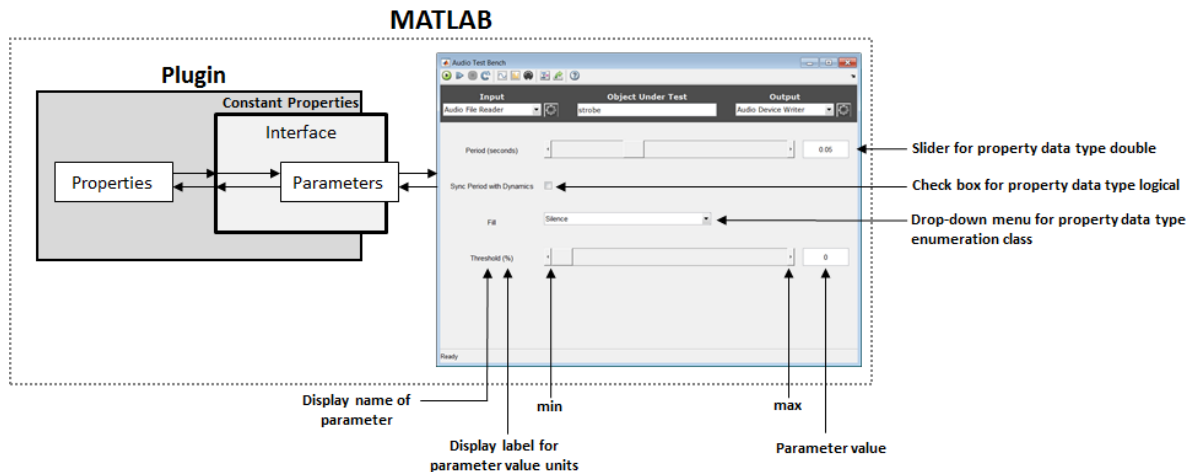 MATLAB
Plugin
Constant Properties
Interface
Properties
Parameters
Audio Test Bench
Input
Object Under Test
Output
Audio File Reader
strobe
Audio Device Writer
Period (seconds)
0.05
Slider for property data type double
Sync Period with Dynamics
Check box for property data type logical
Fill
Silence
Drop-down menu for property data type
enumeration class
Threshold (%)
0
Ready
Display name of
parameter
min
max
Display label for
parameter value units
Parameter value